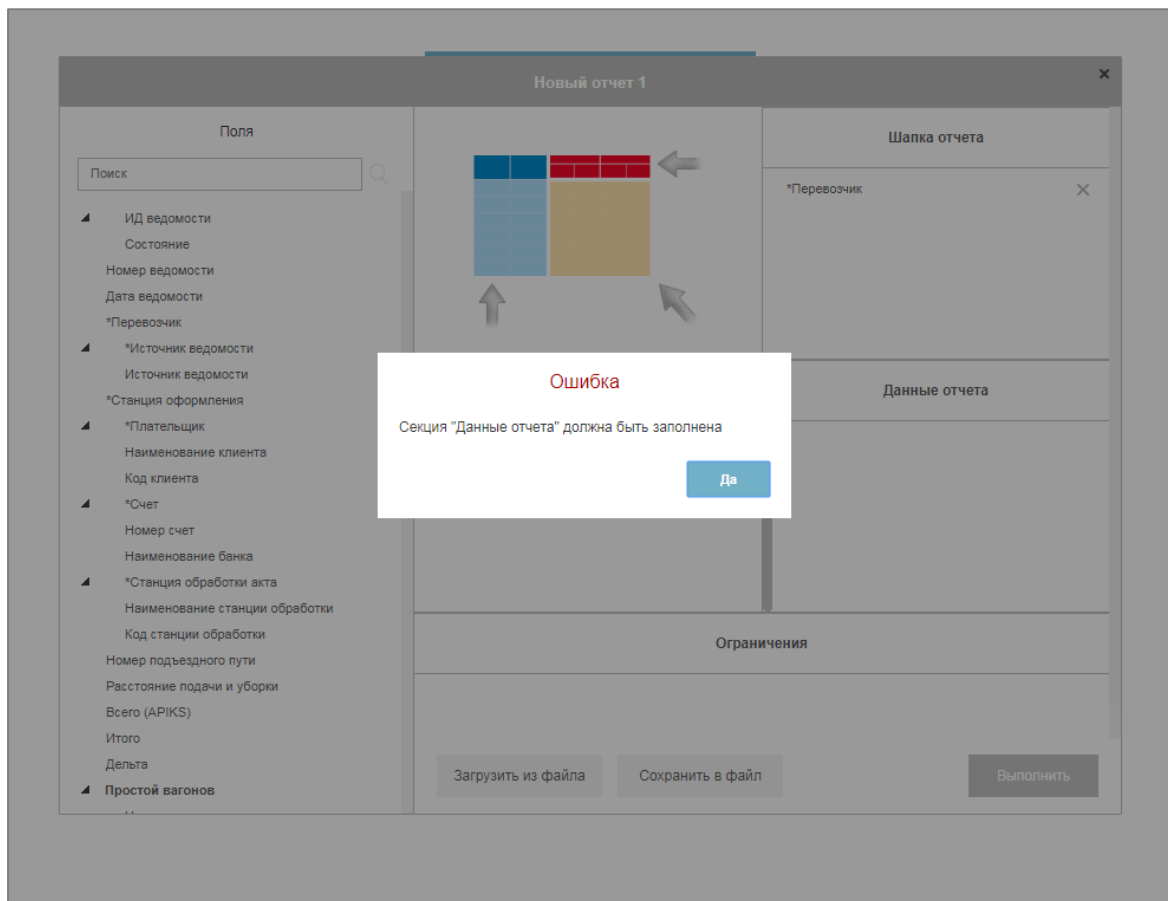 Новый отчет 1
Поля
Поиск
ИД ведомости
Состояние
Номер ведомости
Дата ведомости
*Перевозчик
*Источник ведомости
Источник ведомости
*Станция оформления
*Плательщик
Наименование клиента
Код клиента
*Счет
Номер счет
Наименование банка
*Станция обработки акта
Наименование станции обработки
Код станции обработки
Номер подъездного пути
Расстояние подачи и уборки
Всего (APIKS)
Итого
Дельта
Простой вагонов
Шапка отчета
*Перевозчик
Данные отчета
Ошибка
Секция "Данные отчета" должна быть заполнена
Да
Ограничения
Загрузить из файла
Сохранить в файл
Выполнить